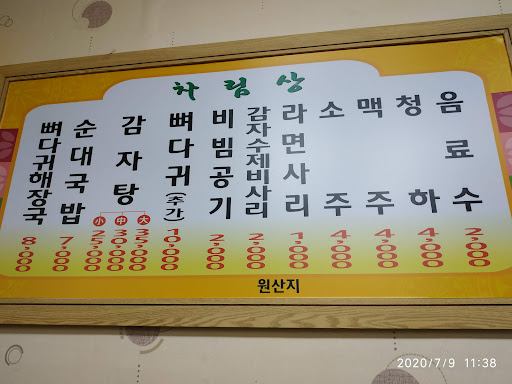 차림상
뼈다귀해장국 8,000
순대국밥 7,000
감자탕
小 25,000
中 30,000
大 35,000
뼈다귀(추가) 10,000
비빔공기 2,000
감자수제비사리 2,000
라면사리 1,000
소주 4,000
맥주 4,000
청하 4,000
음료수 2,000
원산지
2020/7/9 11:38